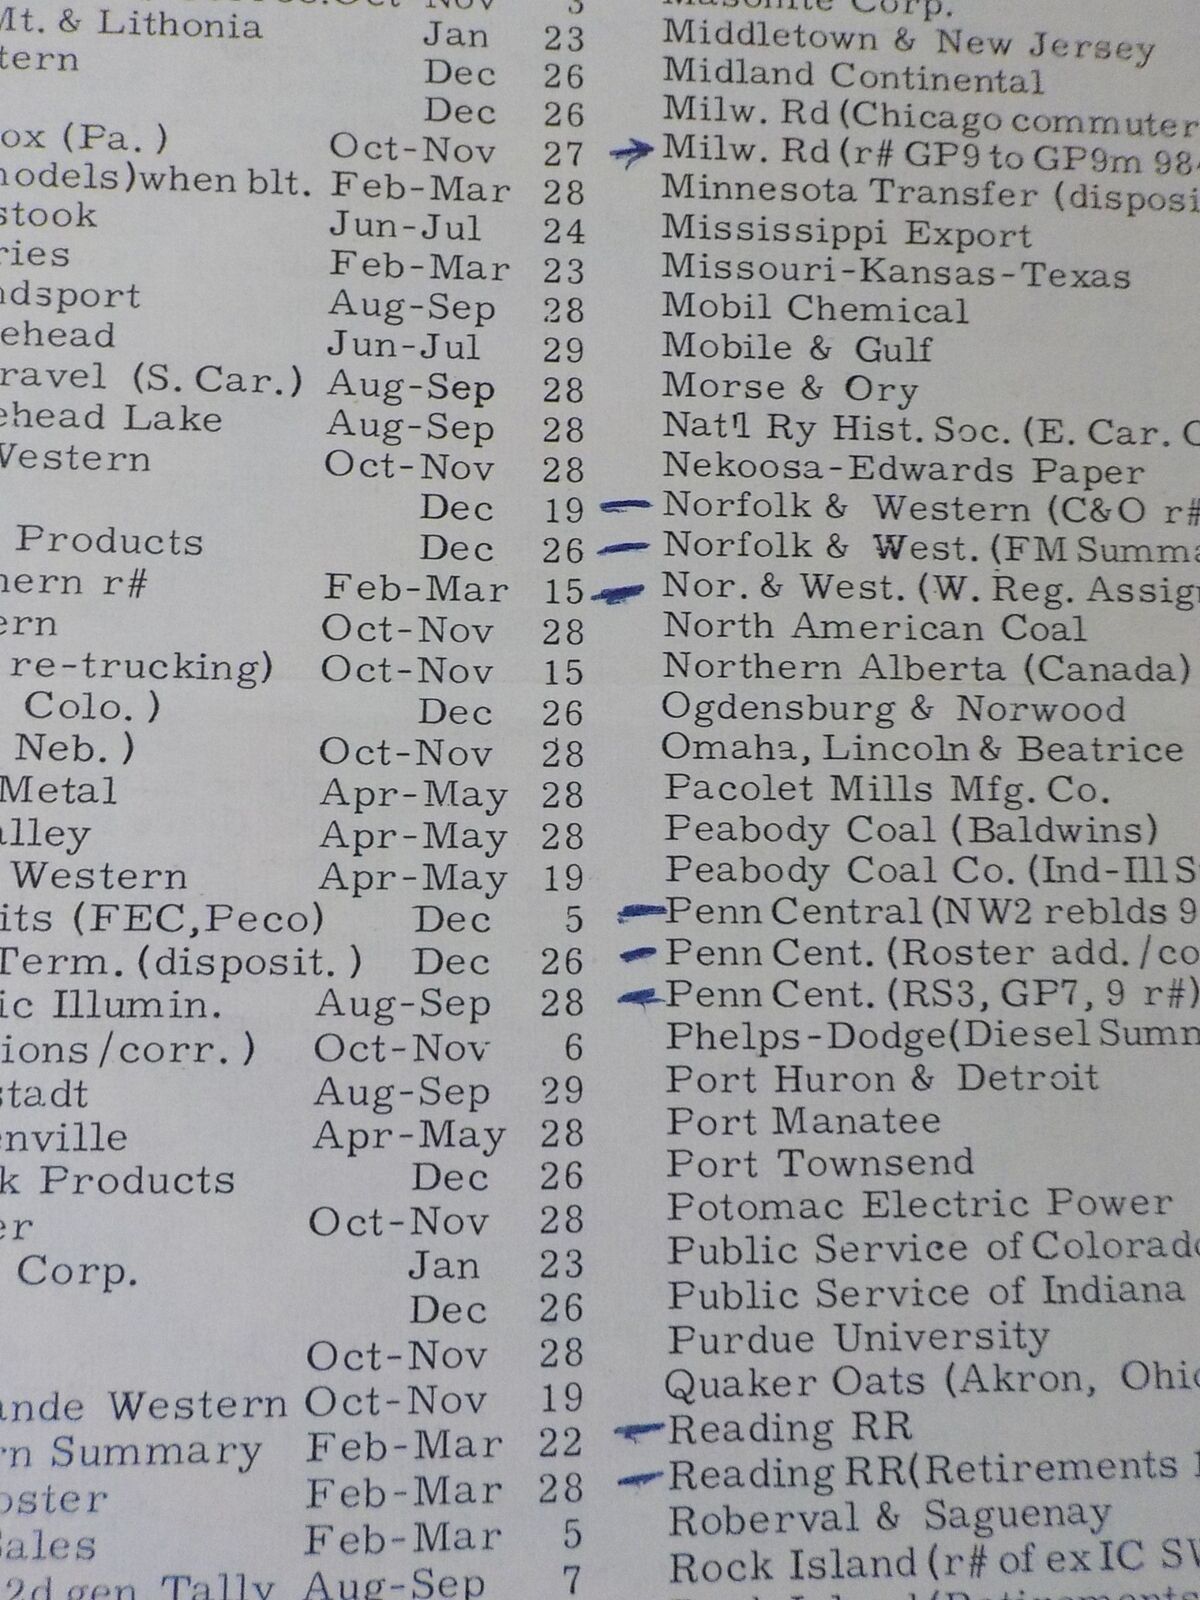 Oct Nov 3
Mt. & Lithonia Jan 23
tern Dec 26
Dec 26
ox (Pa.) Oct-Nov 27
nodels) when blt. Feb-Mar 28
stook Jun-Jul 24
ries Feb-Mar 23
ndsport Aug-Sep 28
ehead Jun-Jul 29
ravel (S. Car.) Aug-Sep 28
ehead Lake Aug-Sep 28
Western Oct-Nov 28
Dec 19
Products Dec 26
hern r# Feb-Mar 15
ern Oct-Nov 28
re-trucking) Oct-Nov 15
Colo.) Dec 26
Neb.) Oct-Nov 28
Metal Apr-May 28
alley Apr-May 28
Western Apr-May 19
its (FEC, Peco) Dec 5
Term. (disposit.) Dec 26
ic Illumin. Aug-Sep 28
ions/corr.) Oct-Nov 6
stadt Aug-Sep 29
enville Apr-May 28
k Products Dec 26
er Oct-Nov 28
Corp. Jan 23
Dec 26
Oct-Nov 28
ande Western Oct-Nov 19
rn Summary Feb-Mar 22
oster Feb-Mar 28
Sales Feb-Mar 5
2d gen Tally Aug-Sep 7
Masonite Corp.
Middletown & New Jersey
Midland Continental
Milw. Rd (Chicago commuter
Milw. Rd (r# GP9 to GP9m 98
Minnesota Transfer (disposi
Mississippi Export
Missouri-Kansas-Texas
Mobil Chemical
Mobile & Gulf
Morse & Ory
Nat'l Ry Hist. Soc. (E. Car. C
Nekoosa-Edwards Paper
Norfolk & Western (C&O r#
Norfolk & West. (FM Summa
Nor. & West. (W. Reg. Assig
North American Coal
Northern Alberta (Canada)
Ogdensburg & Norwood
Omaha, Lincoln & Beatrice
Pacolet Mills Mfg. Co.
Peabody Coal (Baldwins)
Peabody Coal Co. (Ind-Ill S
Penn Central (NW2 reblds 9
Penn Cent. (Roster add./co
Penn Cent. (RS3, GP7, 9 r#)
Phelps-Dodge (Diesel Summ
Port Huron & Detroit
Port Manatee
Port Townsend
Potomac Electric Power
Public Service of Colorado
Public Service of Indiana
Purdue University
Quaker Oats (Akron, Ohio
Reading RR
Reading RR (Retirements
Roberval & Saguenay
Rock Island (r# of ex IC SW